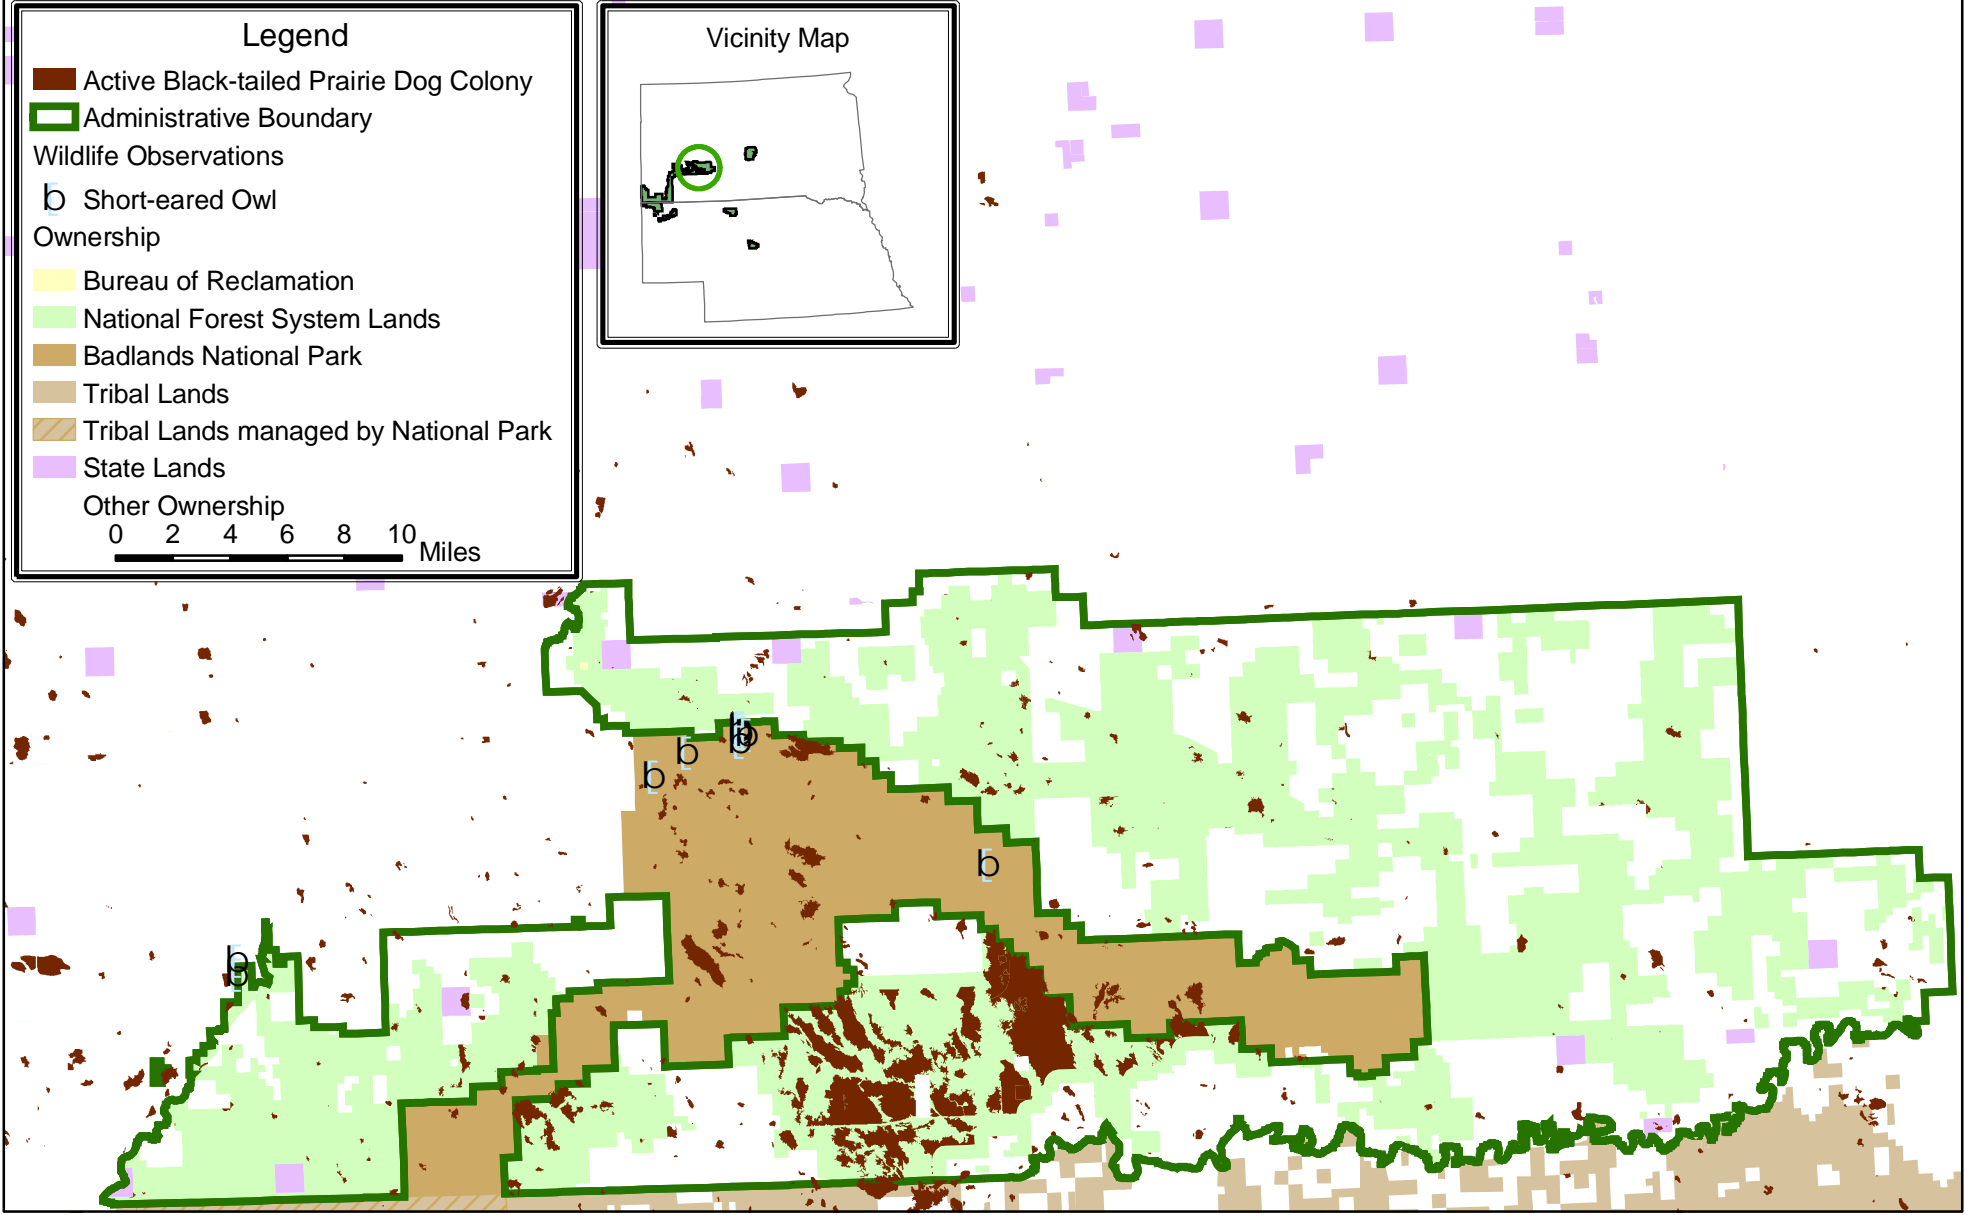 Legend
Active Black-tailed Prairie Dog Colony
Administrative Boundary
Wildlife Observations
b Short-eared Owl
Ownership
Bureau of Reclamation
National Forest System Lands
Badlands National Park
Tribal Lands
Tribal Lands managed by National Park
State Lands
Other Ownership
0 2 4 6 8 10
Miles
Vicinity Map
b
b
b
b
b
b
b
b